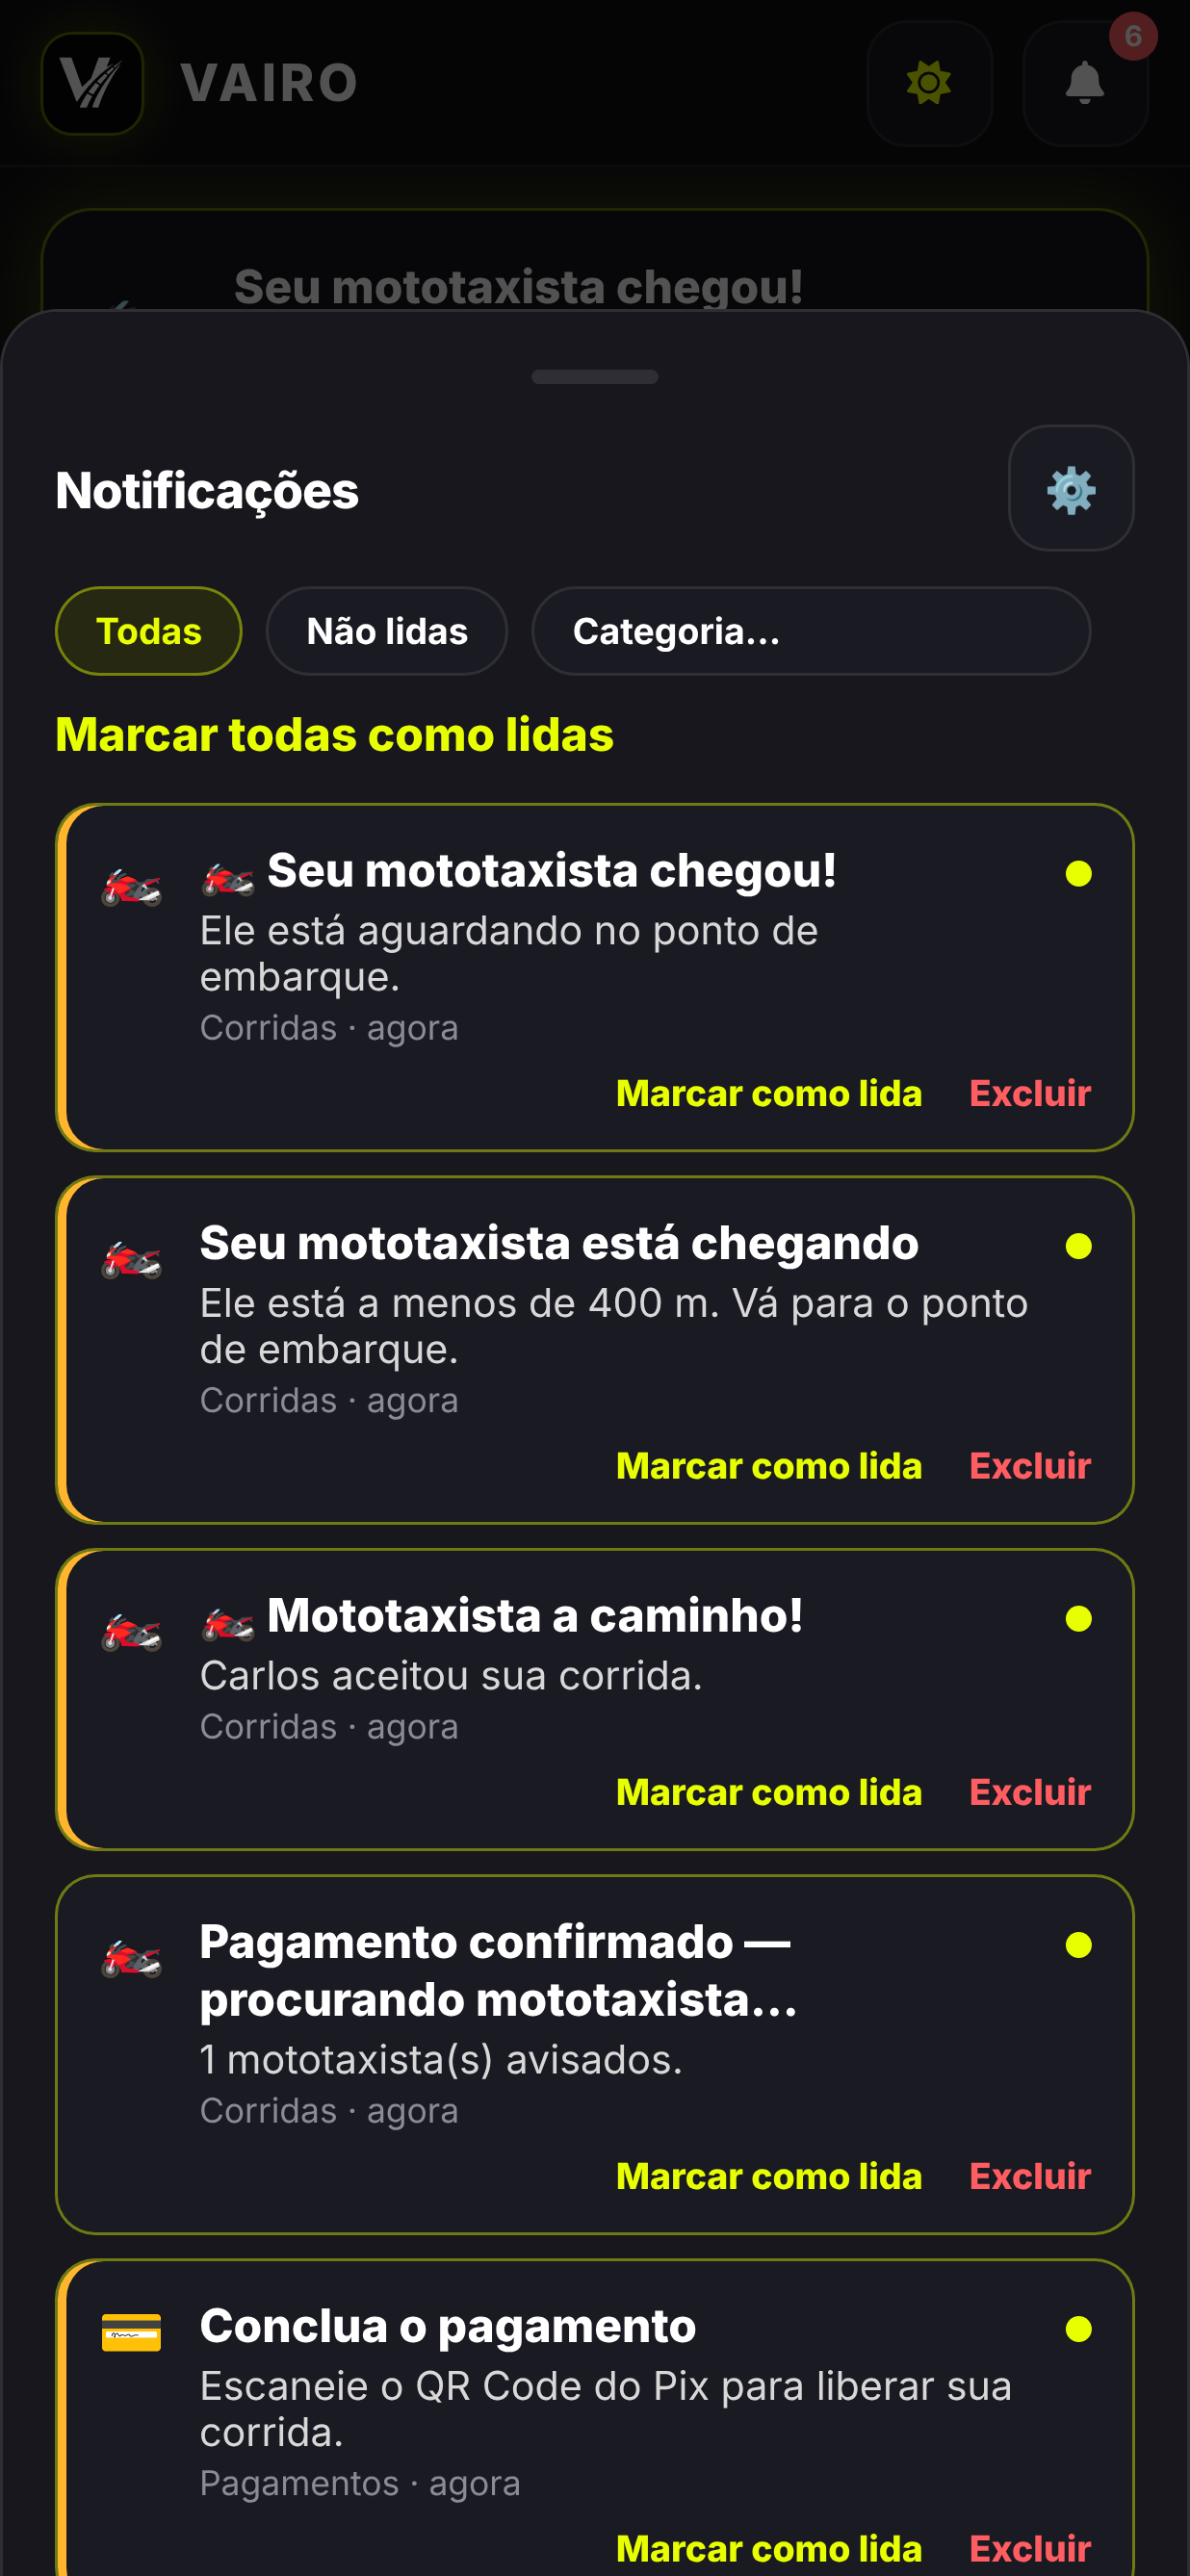 VAIRO
6
Seu mototaxista chegou!
Notificações
Todas
Não lidas
Categoria...
Marcar todas como lidas
Seu mototaxista chegou!
Ele está aguardando no ponto de
embarque.
Corridas · agora
Marcar como lida
Excluir
Seu mototaxista está chegando
Ele está a menos de 400 m. Vá para o ponto
de embarque.
Corridas · agora
Marcar como lida
Excluir
Mototaxista a caminho!
Carlos aceitou sua corrida.
Corridas · agora
Marcar como lida
Excluir
Pagamento confirmado —
procurando mototaxista...
1 mototaxista(s) avisados.
Corridas · agora
Marcar como lida
Excluir
Conclua o pagamento
Escaneie o QR Code do Pix para liberar sua
corrida.
Pagamentos · agora
Marcar como lida
Excluir